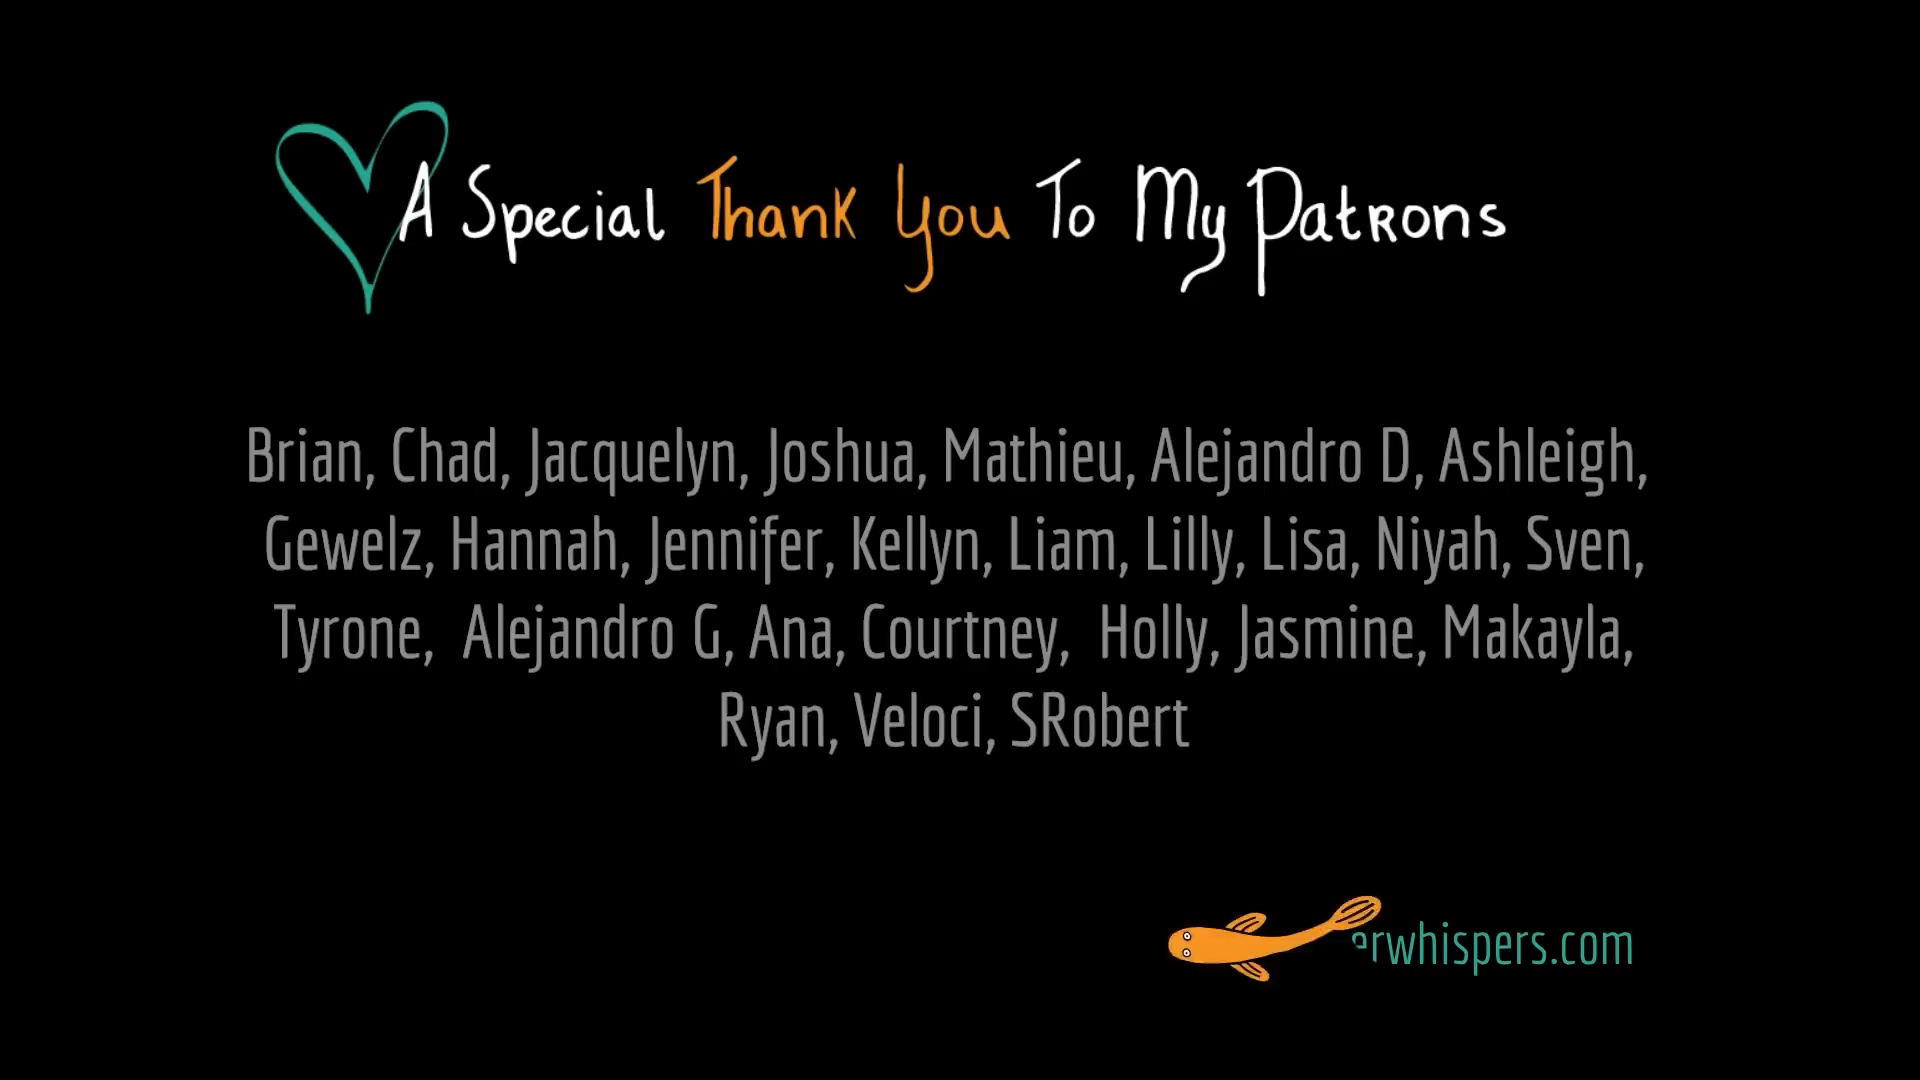 A Special Thank You To My Patrons
Brian, Chad, Jacquelyn, Joshua, Mathieu, Alejandro D, Ashleigh,
Gewelz, Hannah, Jennifer, Kellyn, Liam, Lilly, Lisa, Niyah, Sven,
Tyrone, Alejandro G, Ana, Courtney, Holly, Jasmine, Makayla,
Ryan, Veloci, SRobert
erwhispers.com